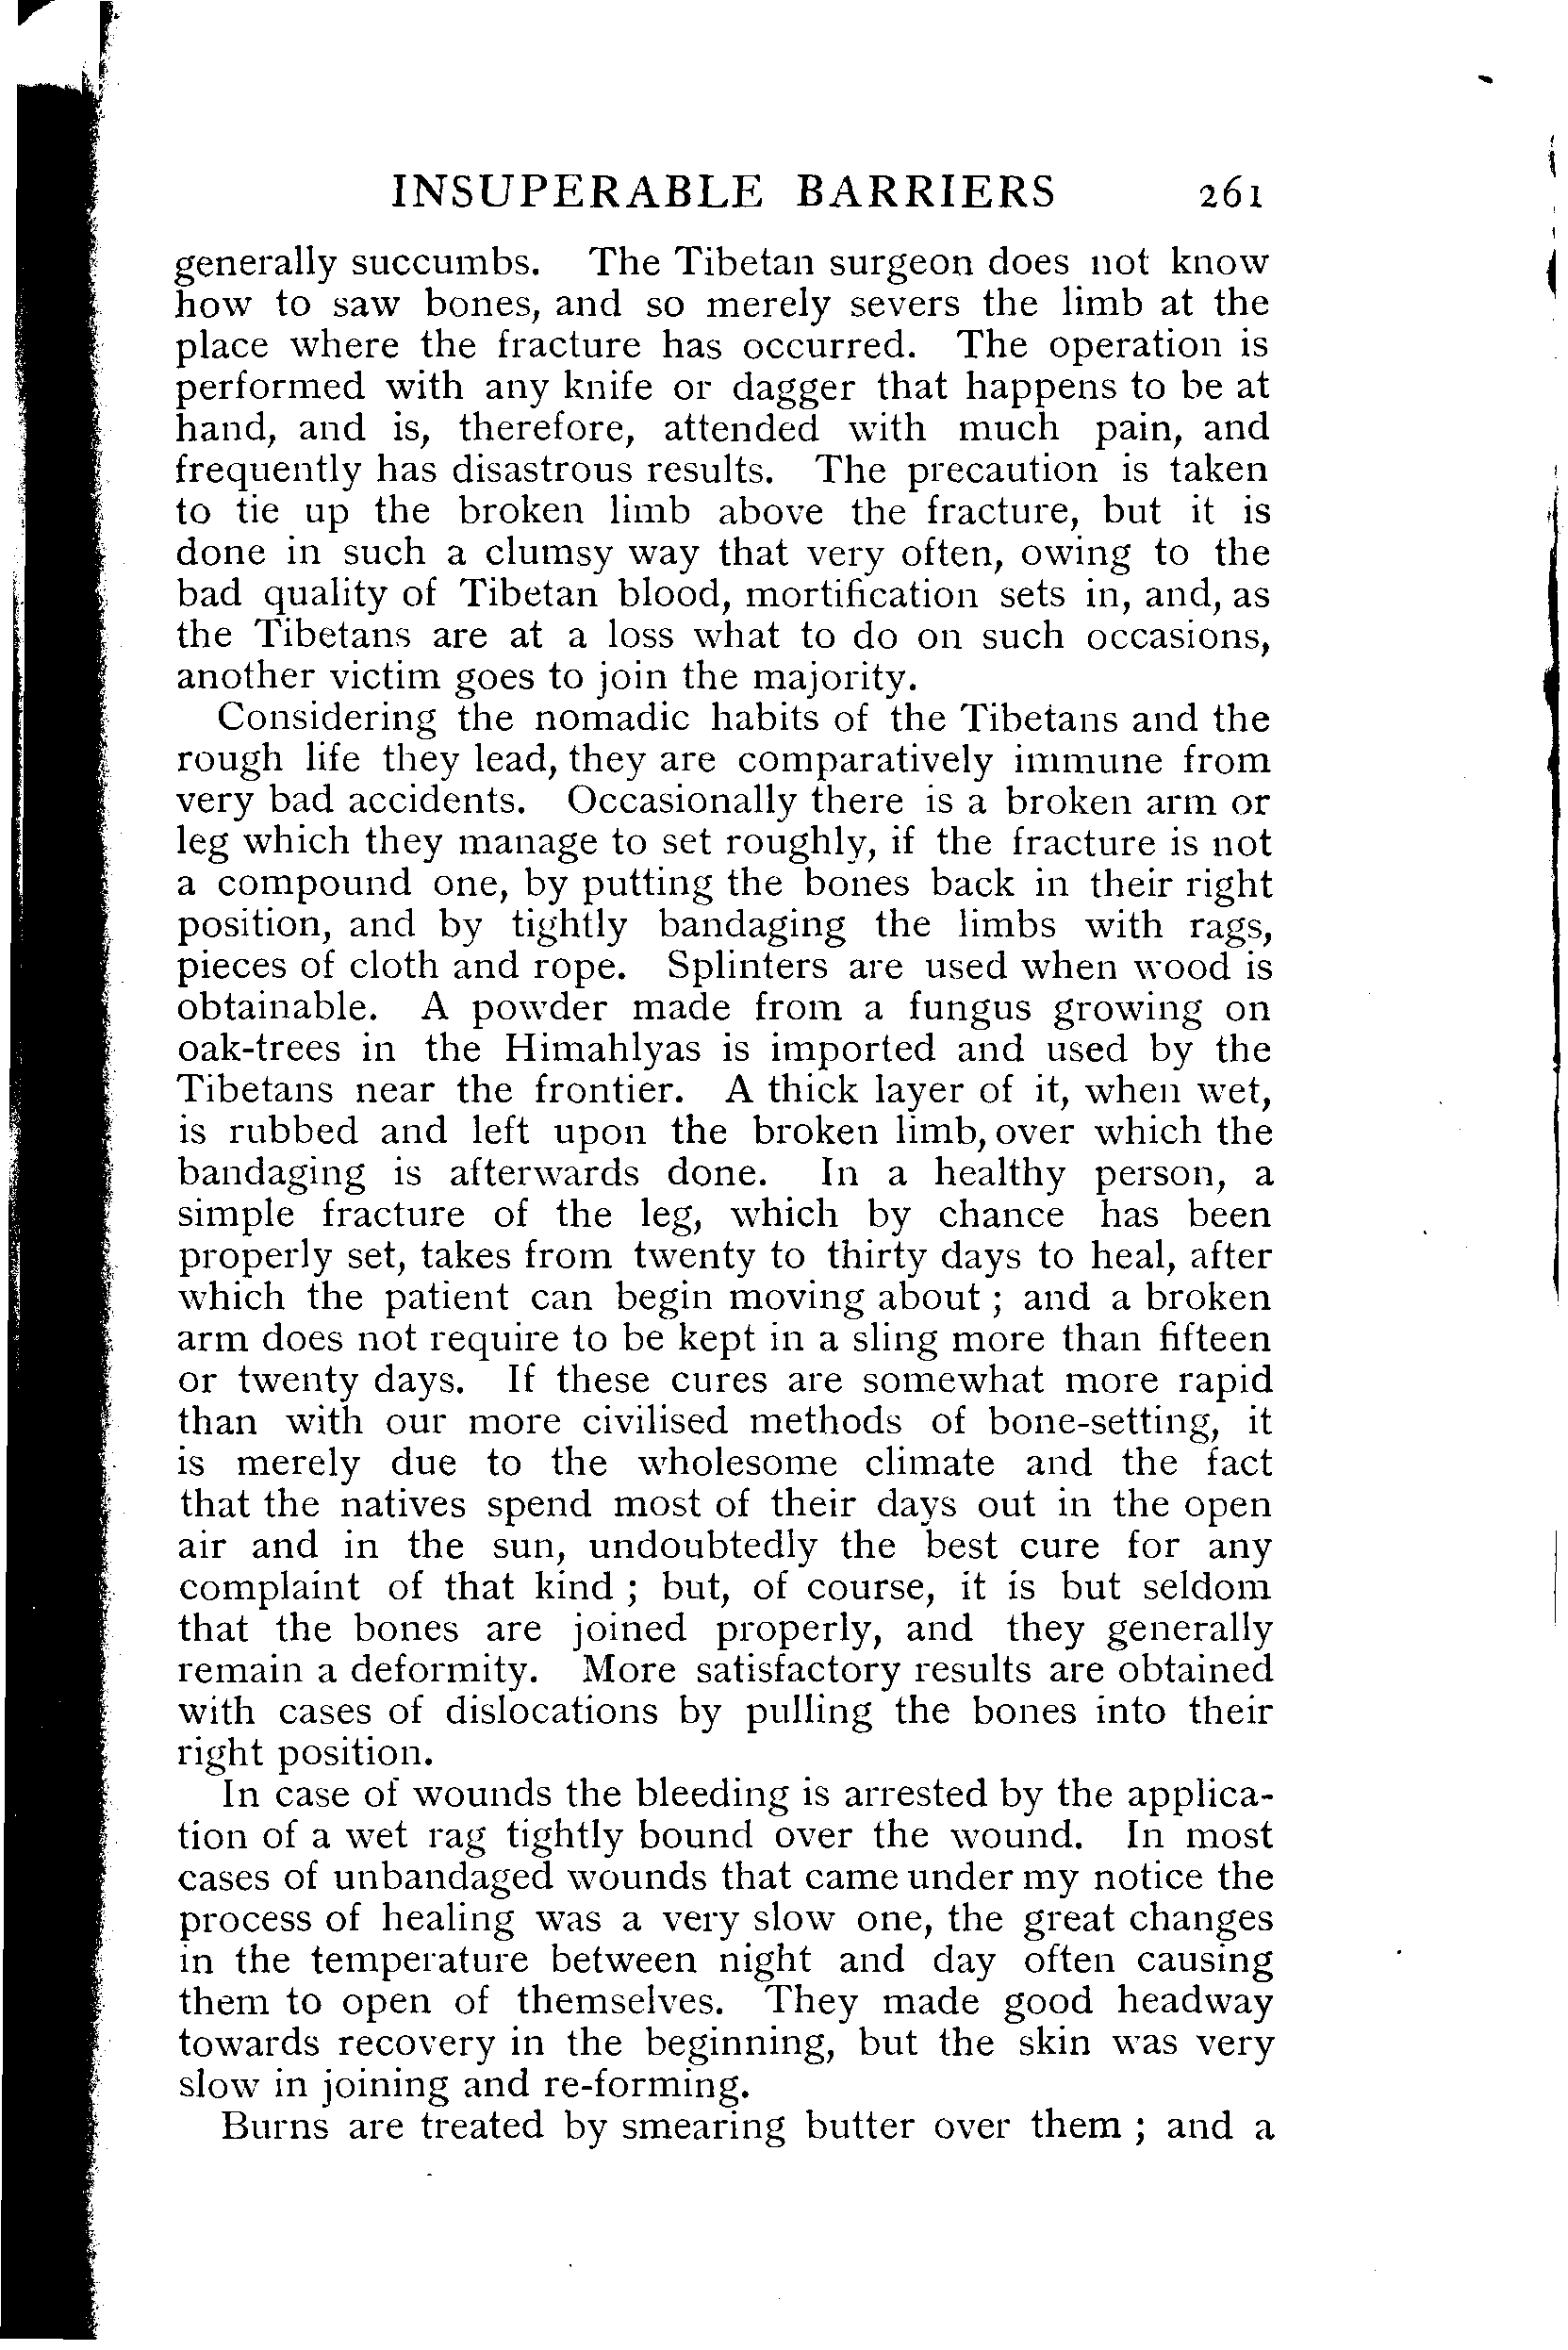 INSUPERABLE BARRIERS 261
generally succumbs. The Tibetan surgeon does not know
how to saw bones, and so merely severs the limb at the
place where the fracture has occurred. The operation is
performed with any knife or dagger that happens to be at
hand, and is, therefore, attended with much pain, and
frequently has disastrous results. The precaution is taken
to tie up the broken limb above the fracture, but it is
done in such a clumsy way that very often, owing to the
bad quality of Tibetan blood, mortification sets in, and, as
the Tibetans are at a loss what to do on such occasions,
another victim goes to join the majority.
Considering the nomadic habits of the Tibetans and the
rough life they lead, they are comparatively immune from
very bad accidents. Occasionally there is a broken arm or
leg which they manage to set roughly, if the fracture is not
a compound one, by putting the bones back in their right
position, and by tightly bandaging the limbs with rags,
pieces of cloth and rope. Splinters are used when wood is
obtainable. A powder made from a fungus growing on
oak-trees in the Himahlyas is imported and used by the
Tibetans near the frontier. A thick layer of it, when wet,
is rubbed and left upon the broken limb, over which the
bandaging is afterwards done. In a healthy person, a
simple fracture of the leg, which by chance has been
properly set, takes from twenty to thirty days to heal, after
which the patient can begin moving about ; and a broken
arm does not require to be kept in a sling more than fifteen
or twenty days. If these cures are somewhat more rapid
than with our more civilised methods of bone-setting, it
is merely due to the wholesome climate and the fact
that the natives spend most of their days out in the open
air and in the sun, undoubtedly the best cure for any
complaint of that kind ; but, of course, it is but seldom
that the bones are joined properly, and they generally
remain a deformity. More satisfactory results are obtained
with cases of dislocations by pulling the bones into their
right position.
In case of wounds the bleeding is arrested by the applica-
tion of a wet rag tightly bound over the wound. In most
cases of unbandaged wounds that came under my notice the
process of healing was a very slow one, the great changes
in the temperature between night and day often causing
them to open of themselves. They made good headway
towards recovery in the beginning, but the skin was very
slow in joining and re-forming.
Burns are treated by smearing butter over them ; and a